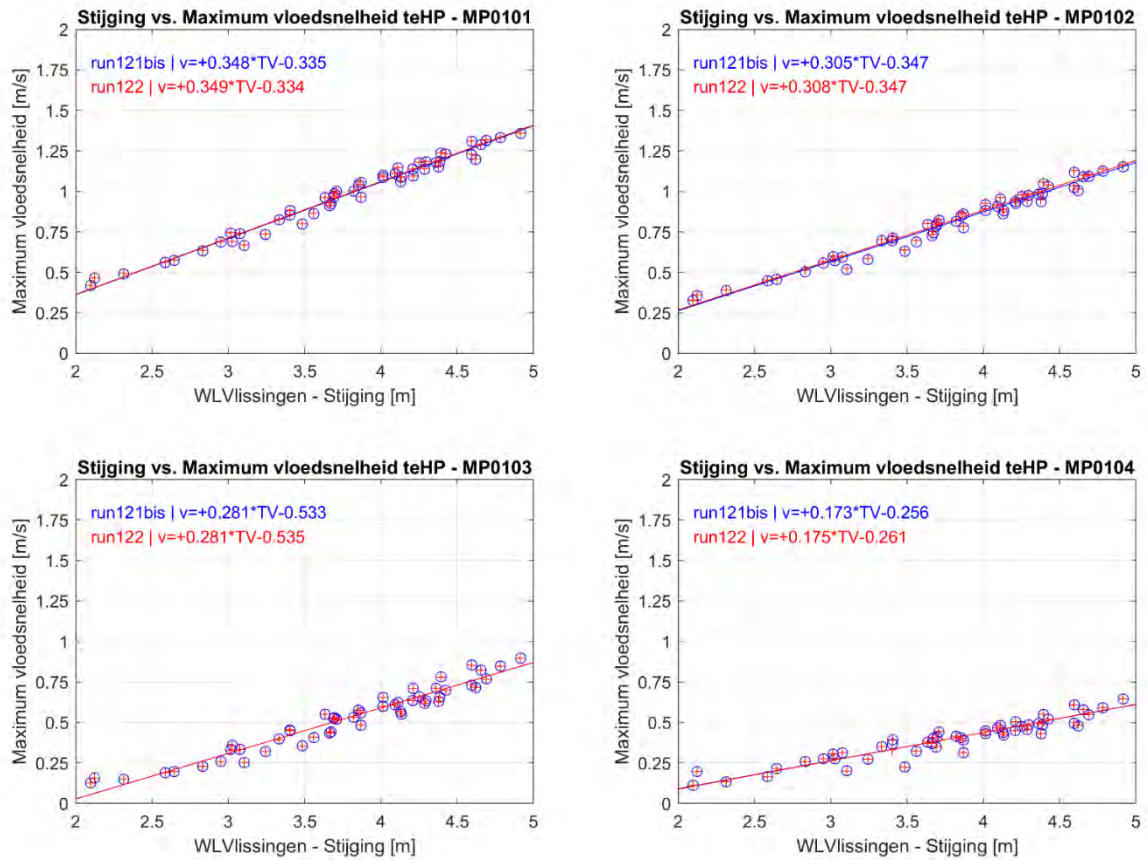 Stijging vs. Maximum vloedsnelheid teHP - MP0101
run121bis | v=+0.348*TV-0.335
run122 | v=+0.349*TV-0.334
Maximum vloedsnelheid [m/s]
2
1.75
1.5
1.25
1
0.75
0.5
0.25
0
2 2.5 3 3.5 4 4.5 5
WLVlissingen - Stijging [m]
Stijging vs. Maximum vloedsnelheid teHP - MP0102
run121bis | v=+0.305*TV-0.347
run122 | v=+0.308*TV-0.347
Maximum vloedsnelheid [m/s]
2
1.75
1.5
1.25
1
0.75
0.5
0.25
0
2 2.5 3 3.5 4 4.5 5
WLVlissingen - Stijging [m]
Stijging vs. Maximum vloedsnelheid teHP - MP0103
run121bis | v=+0.281*TV-0.533
run122 | v=+0.281*TV-0.535
Maximum vloedsnelheid [m/s]
2
1.75
1.5
1.25
1
0.75
0.5
0.25
0
2 2.5 3 3.5 4 4.5 5
WLVlissingen - Stijging [m]
Stijging vs. Maximum vloedsnelheid teHP - MP0104
run121bis | v=+0.173*TV-0.256
run122 | v=+0.175*TV-0.261
Maximum vloedsnelheid [m/s]
2
1.75
1.5
1.25
1
0.75
0.5
0.25
0
2 2.5 3 3.5 4 4.5 5
WLVlissingen - Stijging [m]